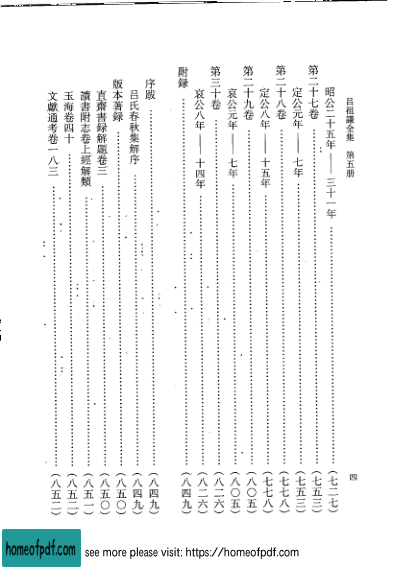 呂祖謙全集 第五册
昭公二十五年——三十一年……（七二七）
第二十七卷……（七五三）
定公元年——七年……（七五三）
第二十八卷……（七七八）
定公八年——十五年……（七七八）
第二十九卷……（八〇五）
哀公元年——七年……（八〇五）
第三十卷……（八二六）
哀公八年——十四年……（八二六）
附録……（八四九）
序跋……（八四九）
呂氏春秋集解序……（八四九）
版本著録……（八五〇）
直齋書録解題卷三……（八五〇）
讀書附志卷上經解類……（八五一）
玉海卷四十……（八五二）
文獻通考卷一八三……（八五二）
四
homeofpdf.com
see more please visit: https://homeofpdf.com